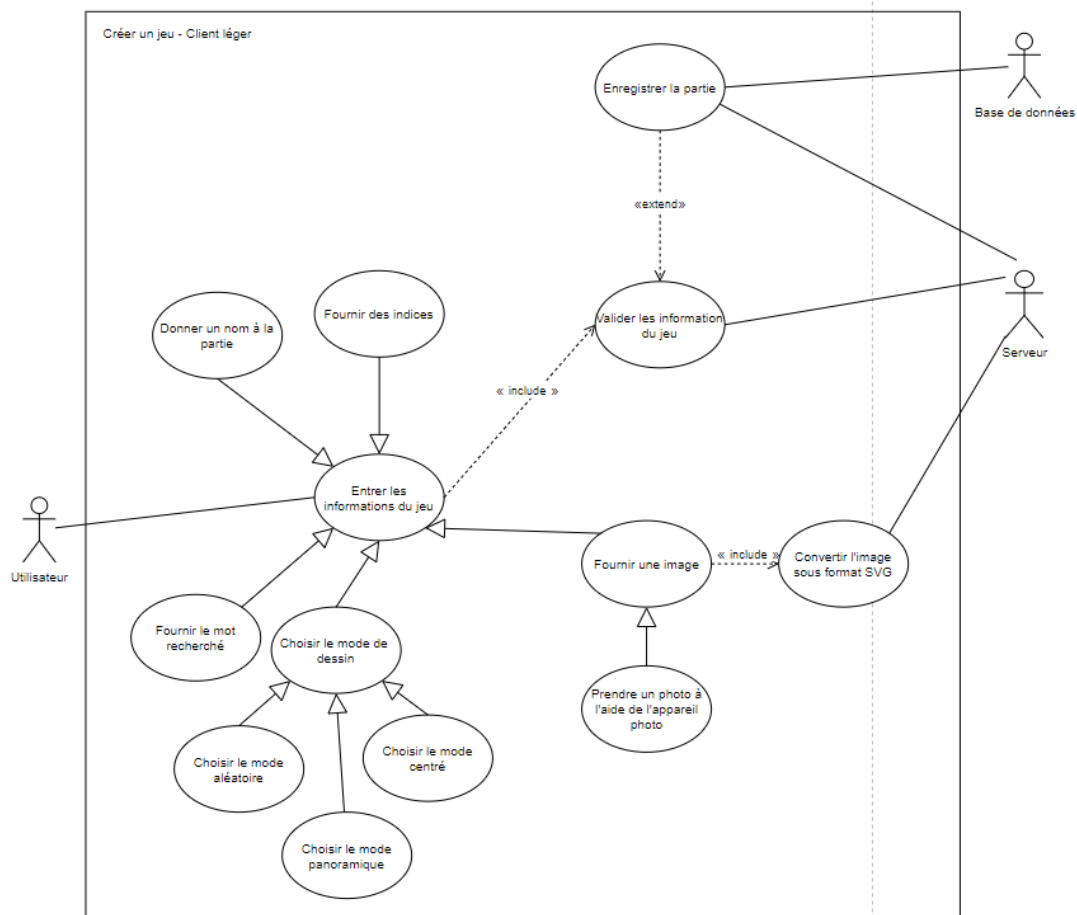 Créer un jeu - Client léger
Enregistrer la partie
Base de données
«extend»
Fournir des indices
Donner un nom à la
partie
Valider les information
du jeu
Serveur
« include »
Entrer les
informations du jeu
Utilisateur
Fournir une image
« include »
Convertir l'image
sous format SVG
Fournir le mot
recherché
Choisir le mode de
dessin
Prendre un photo à
l'aide de l'appareil
photo
Choisir le mode
aléatoire
Choisir le mode
centré
Choisir le mode
panoramique